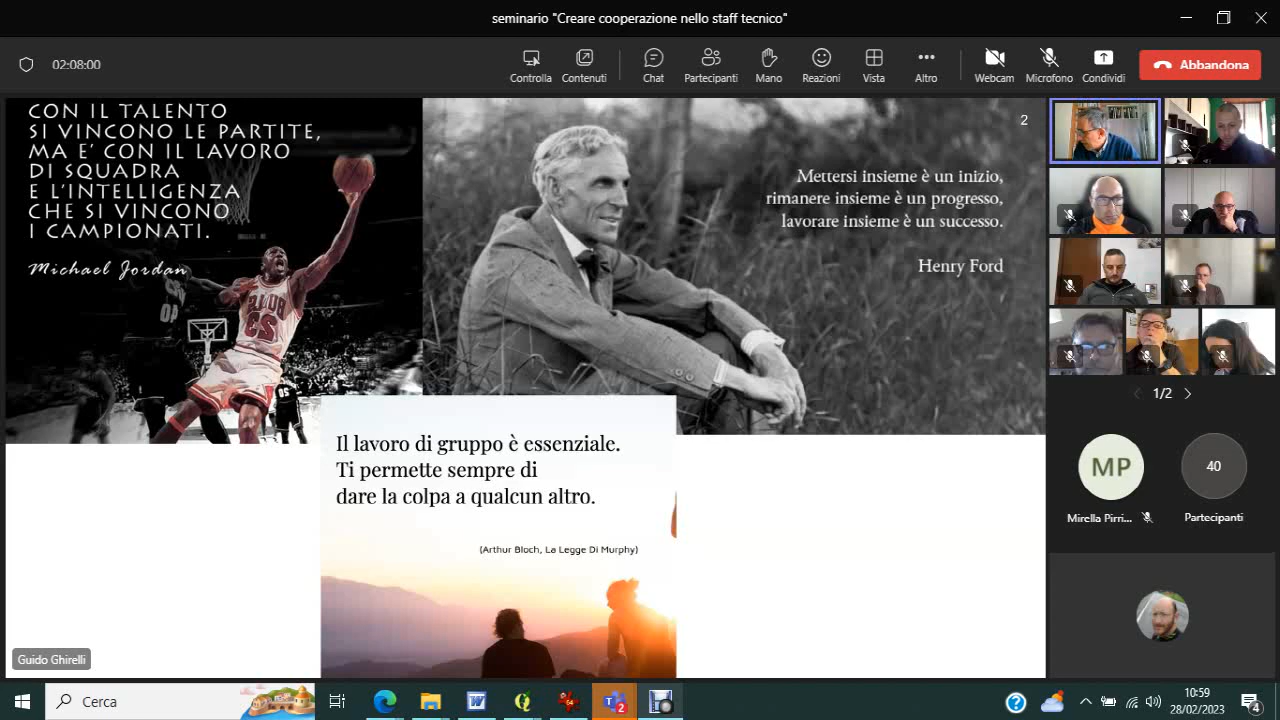 seminario "Creare cooperazione nello staff tecnico"
02:08:00
Controlla
Contenuti
Chat
Partecipanti
Mano
Reazioni
Vista
Altro
Webcam
Microfono
Condividi
Abbandona
CON IL TALENTO
SI VINCONO LE PARTITE,
MA E' CON IL LAVORO
DI SQUADRA
E L'INTELLIGENZA
CHE SI VINCONO
I CAMPIONATI.
Michael Jordan
2
Mettersi insieme è un inizio,
rimanere insieme è un progresso,
lavorare insieme è un successo.
Henry Ford
Il lavoro di gruppo è essenziale.
Ti permette sempre di
dare la colpa a qualcun altro.
(Arthur Bloch, La Legge Di Murphy)
Guido Ghirelli
1/2
MP
Mirella Pirri...
40
Partecipanti
Cerca
10:59
28/02/2023
4